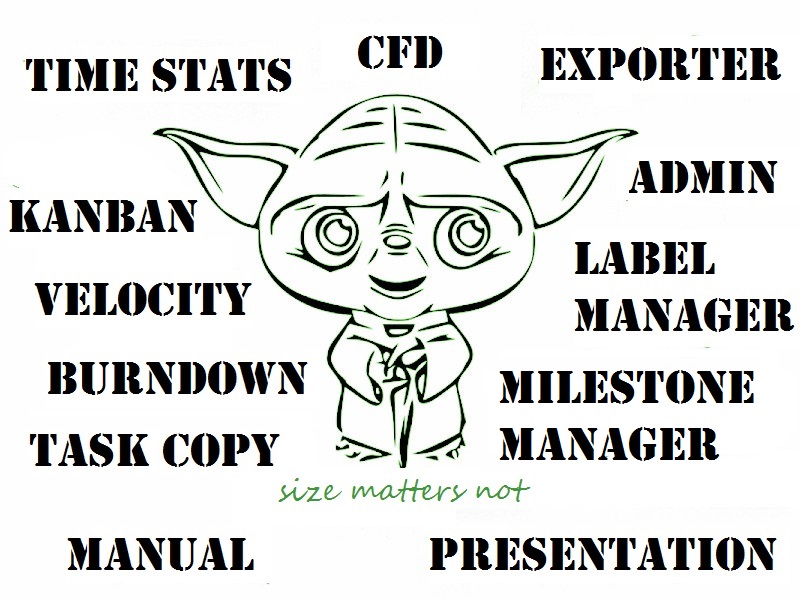 TIME STATS
CFD
EXPORTER
ADMIN
KANBAN
LABEL
MANAGER
VELOCITY
BURNDOWN
MILESTONE
MANAGER
TASK COPY
size matters not
MANUAL
PRESENTATION